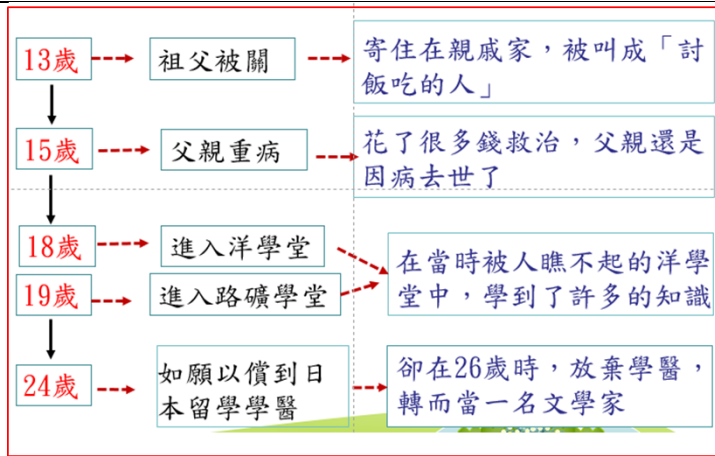 13歲
祖父被關
寄住在親戚家，被叫成「討
飯吃的人」
15歲
父親重病
花了很多錢救治，父親還是
因病去世了
18歲
進入洋學堂
19歲
進入路礦學堂
在當時被人瞧不起的洋學
堂中，學到了許多的知識
24歲
如願以償到日
本留學學醫
卻在26歲時，放棄學醫，
轉而當一名文學家